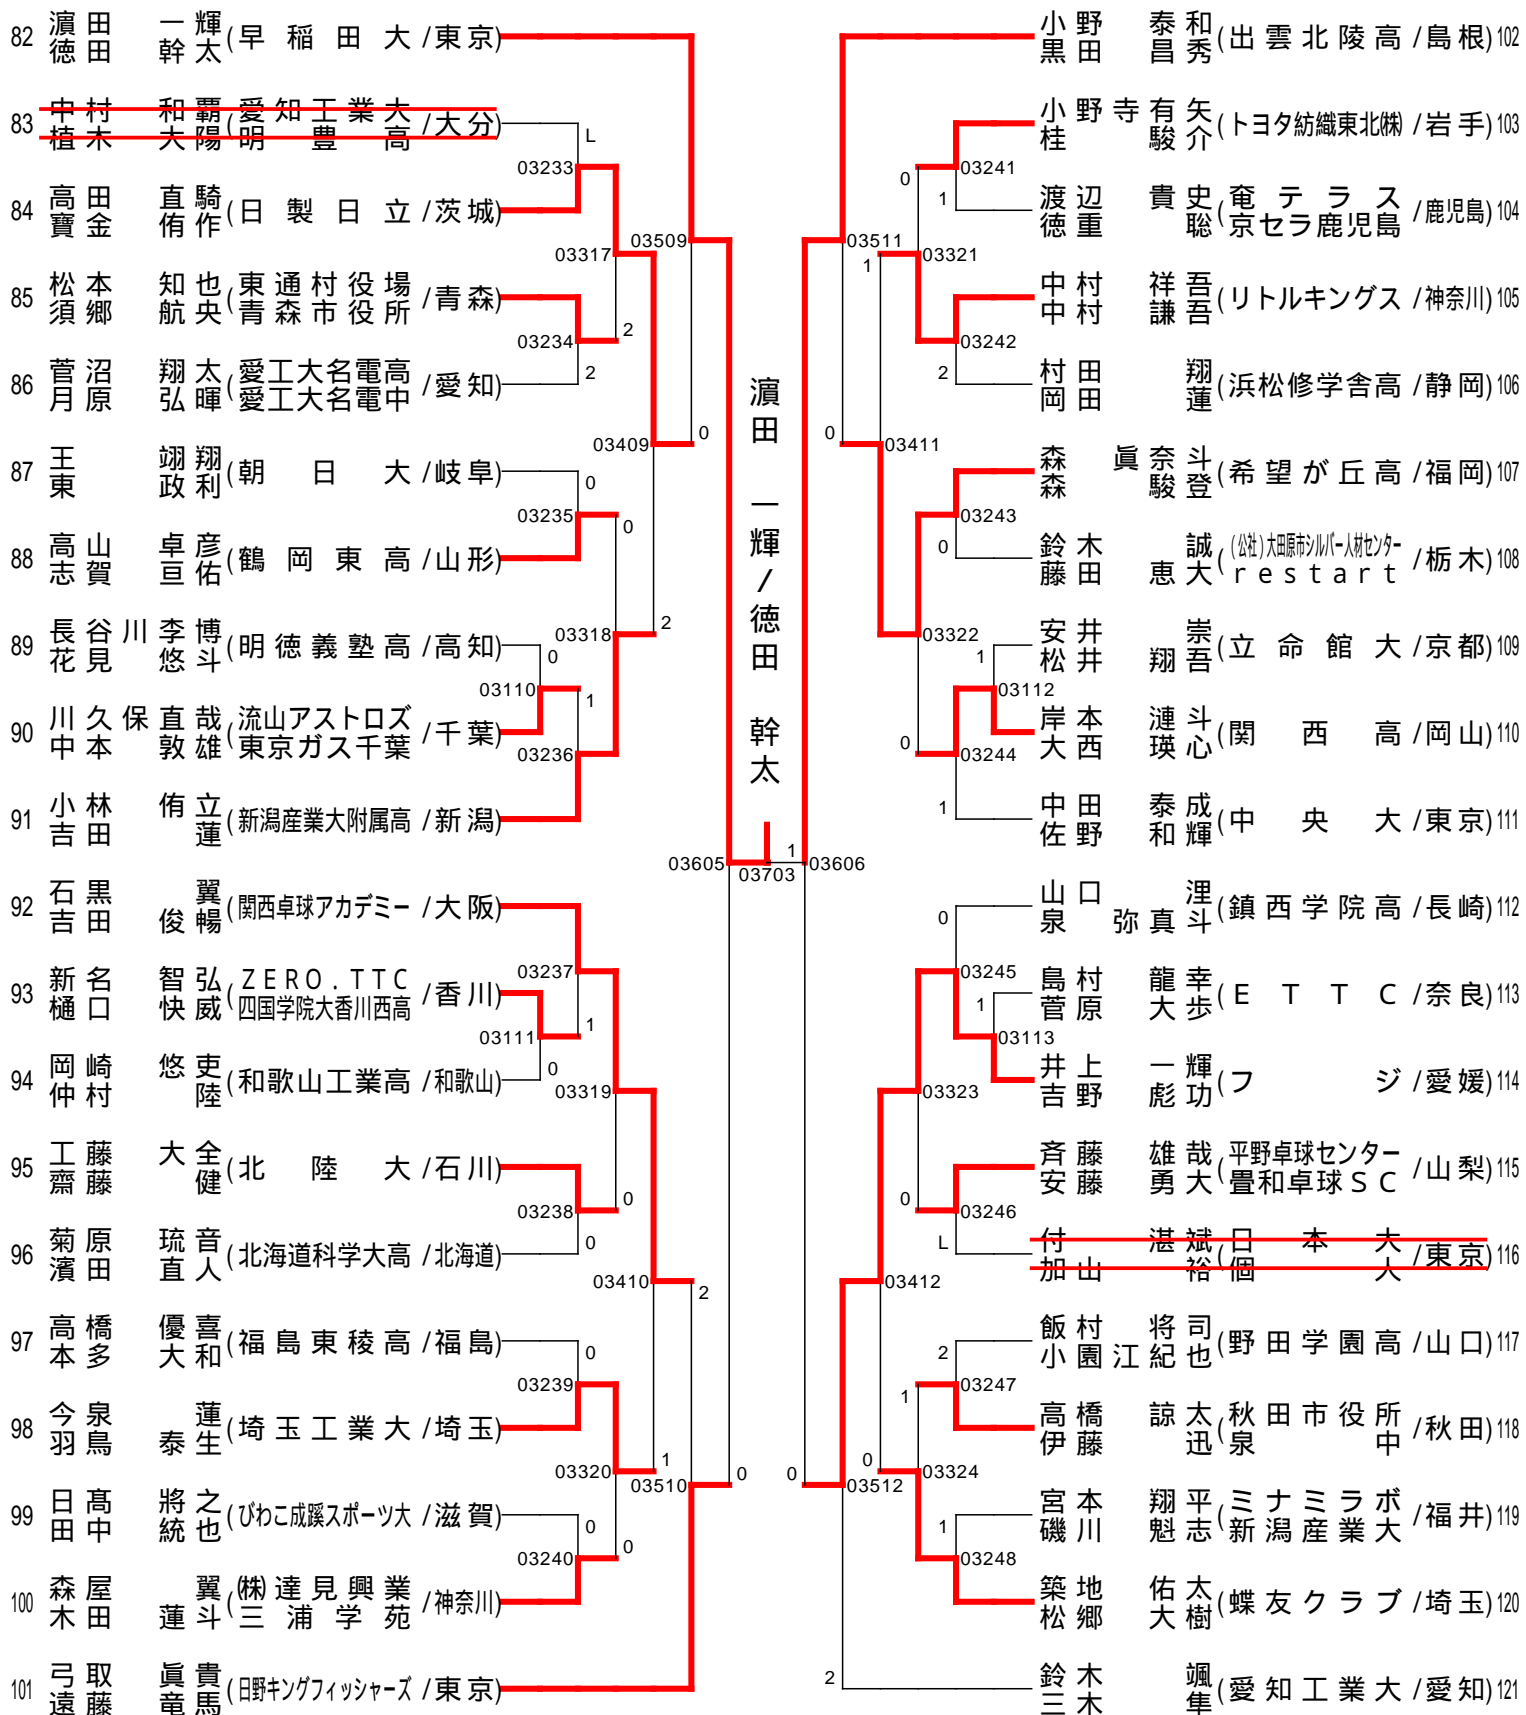 82 濵田 一輝 徳田 幹太 (早稲田大/東京)
83 中村 和覇 植木 大陽 (愛知工業大 明豊高/大分)
84 高田 直騎 寶金 侑作 (日製日立/茨城)
85 松本 知也 須郷 航央 (東通村役場 青森市役所/青森)
86 菅沼 翔太 月原 弘暉 (愛工大名電高 愛工大名電中/愛知)
87 王 翊翔 東 政利 (朝日大/岐阜)
88 高山 卓彦 志賀 亘佑 (鶴岡東高/山形)
89 長谷川李博 花見 悠斗 (明徳義塾高/高知)
90 川久保直哉 中本 敦雄 (流山アストロズ 東京ガス千葉/千葉)
91 小林 侑立 吉田 蓮 (新潟産業大附属高/新潟)
92 石黒 翼 吉田 俊暢 (関西卓球アカデミー/大阪)
93 新名 智弘 樋口 快威 (ZERO.TTC 四国学院大香川西高/香川)
94 岡崎 悠吏 仲村 陸 (和歌山工業高/和歌山)
95 工藤 大全 齋藤 健 (北陸大/石川)
96 菊原 琉音 濱田 直人 (北海道科学大高/北海道)
97 高橋 優喜 本多 大和 (福島東稜高/福島)
98 今泉 蓮 羽鳥 泰生 (埼玉工業大/埼玉)
99 日髙 將之 田中 統也 (びわこ成蹊スポーツ大/滋賀)
100 森屋 翼 木田 蓮斗 (㈱達見興業 三浦学苑/神奈川)
101 弓取 眞貴 遠藤 竜馬 (日野キングフィッシャーズ/東京)
L
03233
03317
03509
2
03234
2
0
03409
0
03235
0
03318
2
0
03110
1
03236
03605
03237
1
03111
0
03319
0
03238
0
03410
2
0
03239
1
03320
03510
0
0
03240
0
濵田 一輝/徳田 幹太
03703
1
小野 泰和 黒田 昌秀 (出雲北陵高/島根) 102
小野寺有矢 桂 駿介 (トヨタ紡織東北㈱/岩手) 103
渡辺 貴史 徳重 聡 (奄テラス 京セラ鹿児島/鹿児島) 104
中村 祥吾 中村 謙吾 (リトルキングス/神奈川) 105
村田 翔 岡田 蓮 (浜松修学舎高/静岡) 106
森 眞奈斗 森 駿登 (希望が丘高/福岡) 107
鈴木 誠 藤田 恵大 ((公社)大田原市シルバー人材センター restart/栃木) 108
安井 崇 松井 翔吾 (立命館大/京都) 109
岸本 漣斗 大西 瑛心 (関西高/岡山) 110
中田 泰成 佐野 和輝 (中央大/東京) 111
山口 浬 泉 弥真斗 (鎮西学院高/長崎) 112
島村 龍幸 菅原 大歩 (ETTC/奈良) 113
井上 一輝 吉野 彪功 (フジ/愛媛) 114
斉藤 雄哉 安藤 勇大 (平野卓球センター 疊和卓球SC/山梨) 115
付 湛斌 加山 裕 (日本大 個人/東京) 116
飯村 将司 小園江紀也 (野田学園高/山口) 117
高橋 諒太 伊藤 迅 (秋田市役所 泉中/秋田) 118
宮本 翔平 磯川 魁志 (ミナミラボ 新潟産業大/福井) 119
築地 佑太 松郷 大樹 (蝶友クラブ/埼玉) 120
鈴木 颯 三木 隼 (愛知工業大/愛知) 121
0
03241
1
03511
1
03321
03242
2
0
03411
03243
0
03322
1
03112
0
03244
1
03606
0
03245
1
03113
03323
0
03246
L
03412
2
03247
1
0
03324
0
03512
1
03248
2